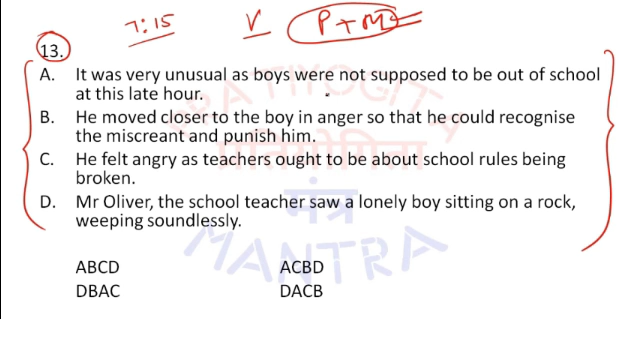 7:15 V P+M
13.
A. It was very unusual as boys were not supposed to be out of school
at this late hour.
B. He moved closer to the boy in anger so that he could recognise
the miscreant and punish him.
C. He felt angry as teachers ought to be about school rules being
broken.
D. Mr Oliver, the school teacher saw a lonely boy sitting on a rock,
weeping soundlessly.
ABCD ACBD
DBAC DACB
PRATIYOGITA
प्रतियोगिता
मंत्र
MANTRA